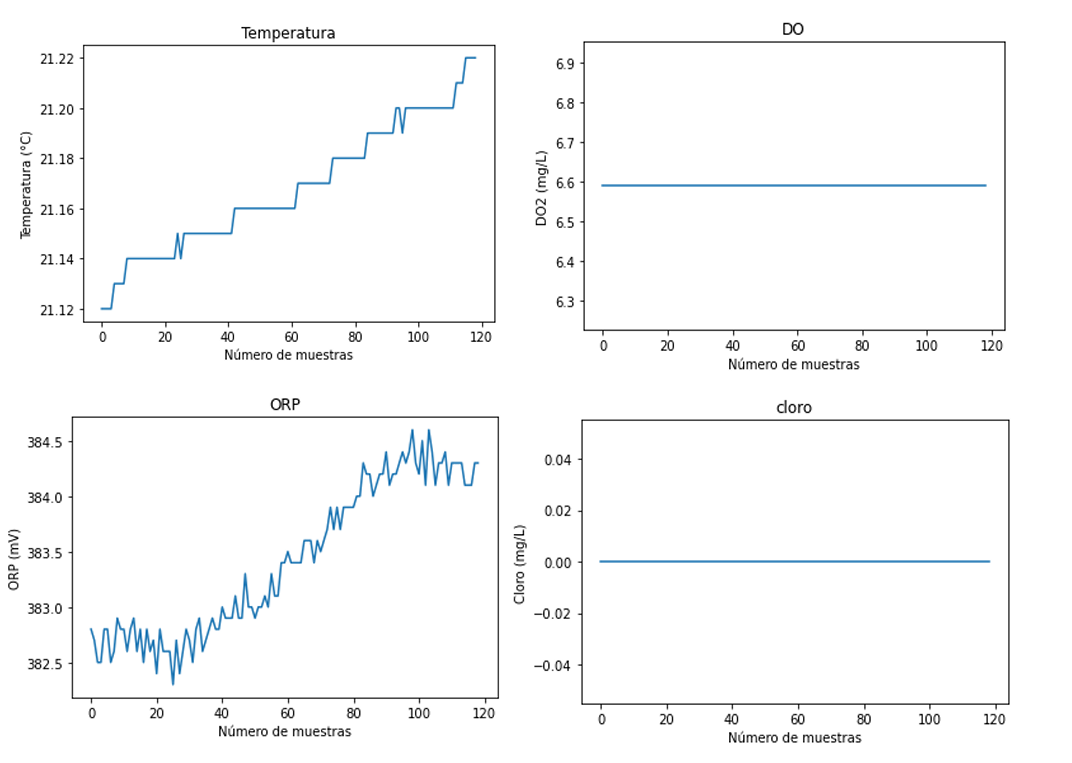 Temperatura
21.22
21.20
21.18
21.16
21.14
21.12
Temperatura (°C)
0 20 40 60 80 100 120
Número de muestras
DO
6.9
6.8
6.7
6.6
6.5
6.4
6.3
DO2 (mg/L)
0 20 40 60 80 100 120
Número de muestras
ORP
384.5
384.0
383.5
383.0
382.5
ORP (mV)
0 20 40 60 80 100 120
Número de muestras
cloro
0.04
0.02
0.00
−0.02
−0.04
Cloro (mg/L)
0 20 40 60 80 100 120
Número de muestras